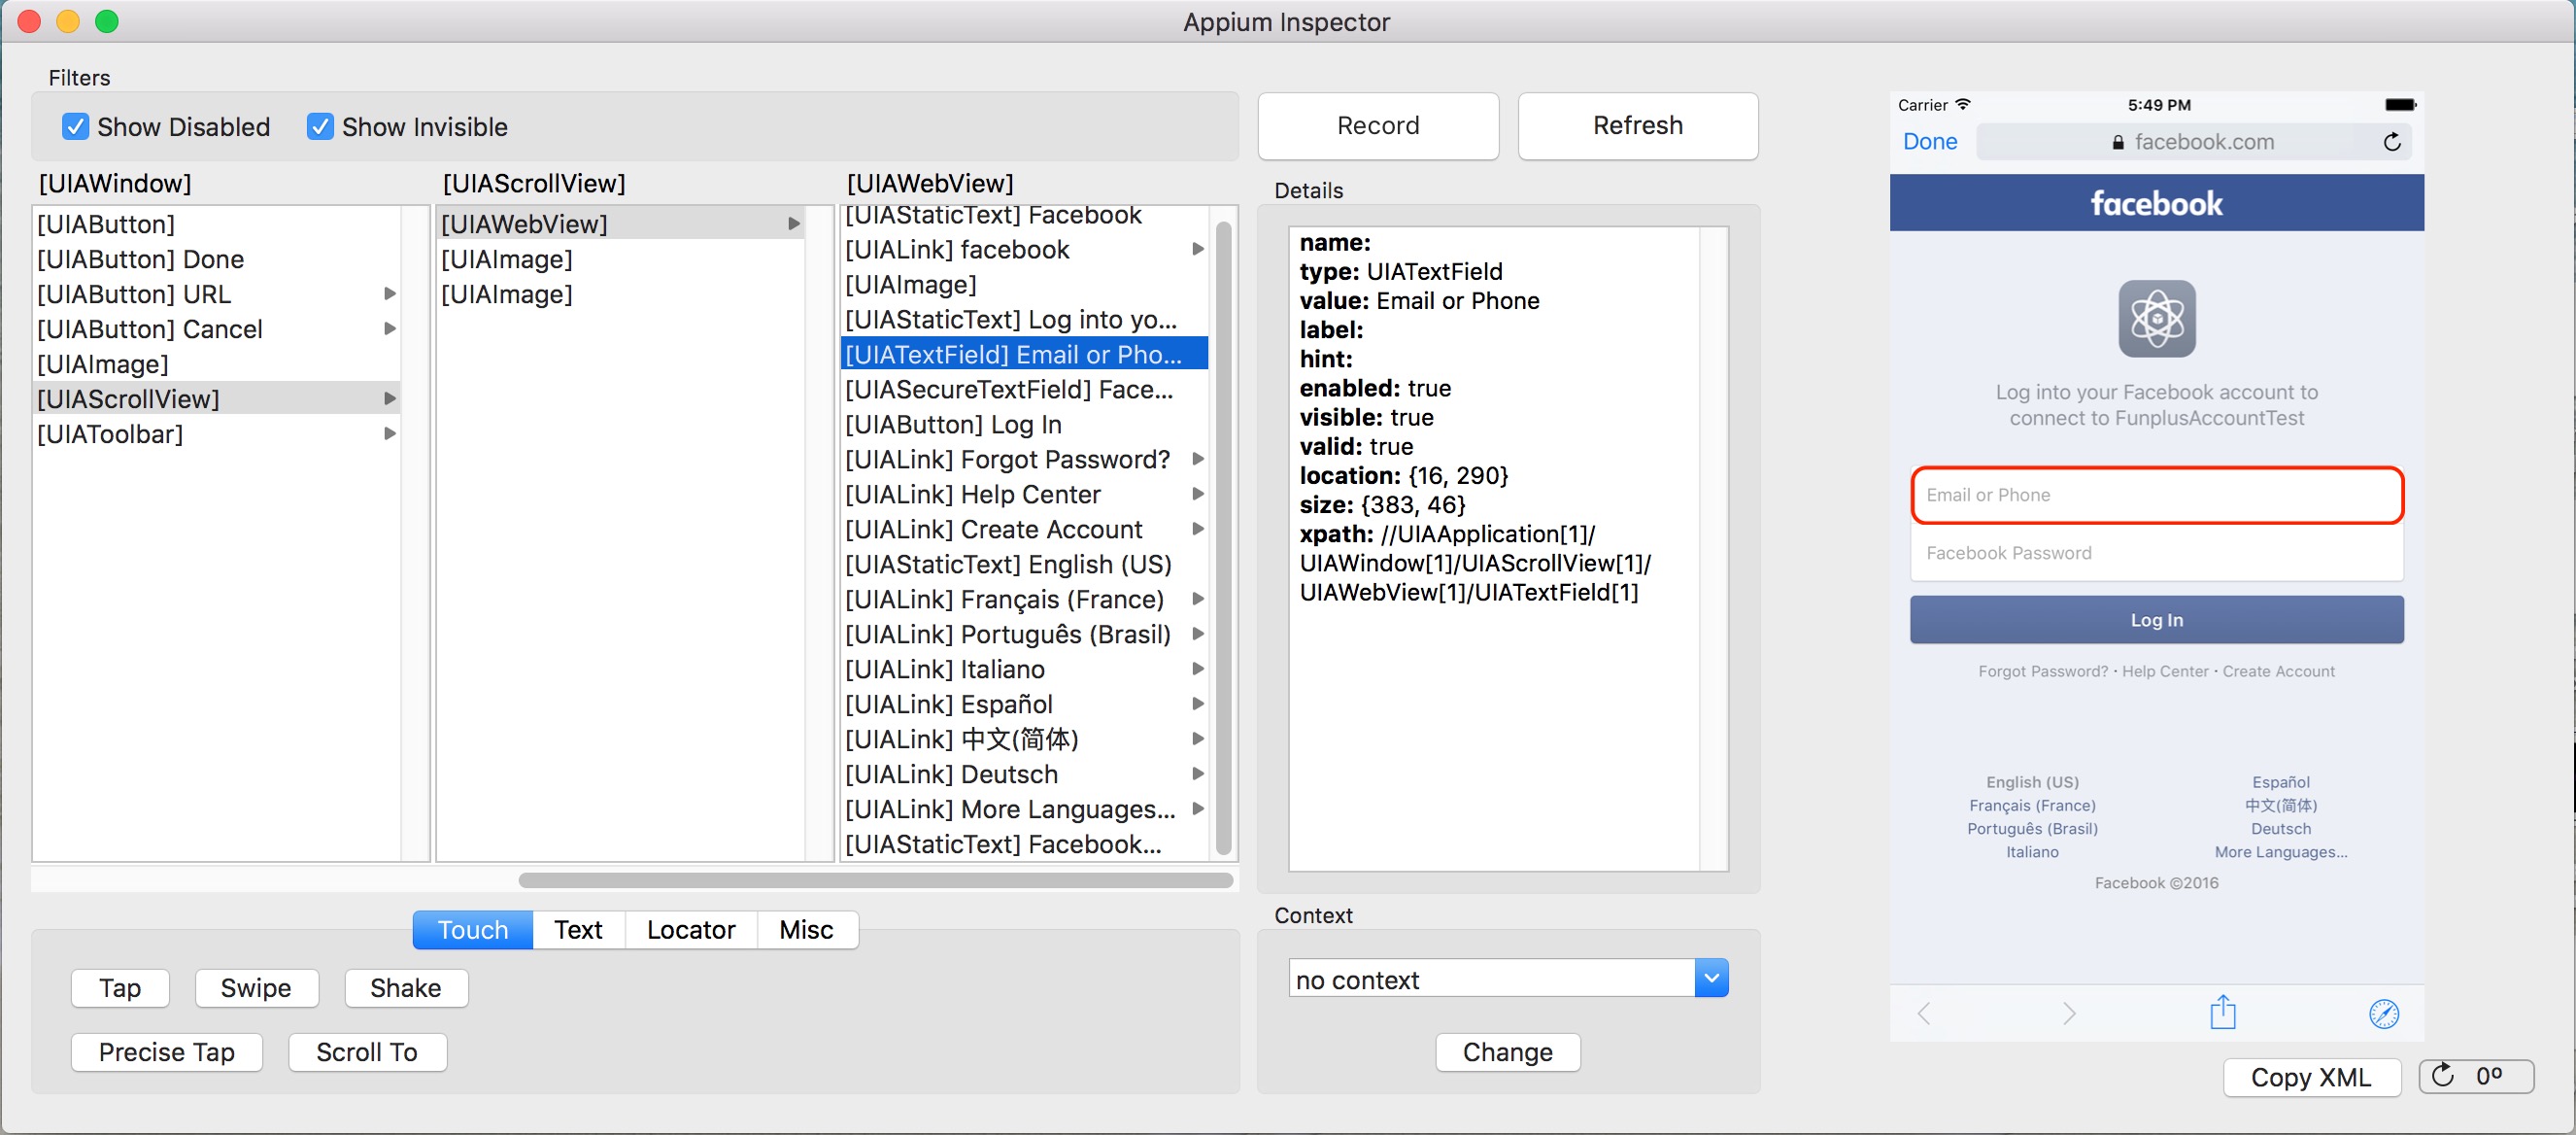 Appium Inspector
Filters
Show Disabled
Show Invisible
Record
Refresh
[UIAWindow]
[UIAButton]
[UIAButton] Done
[UIAButton] URL
[UIAButton] Cancel
[UIAImage]
[UIAScrollView]
[UIAToolbar]
[UIAScrollView]
[UIAWebView]
[UIAImage]
[UIAImage]
[UIAWebView]
[UIAStaticText] Facebook
[UIALink] facebook
[UIAImage]
[UIAStaticText] Log into yo...
[UIATextField] Email or Pho...
[UIASecureTextField] Face...
[UIAButton] Log In
[UIALink] Forgot Password?
[UIALink] Help Center
[UIALink] Create Account
[UIAStaticText] English (US)
[UIALink] Français (France)
[UIALink] Português (Brasil)
[UIALink] Italiano
[UIALink] Español
[UIALink] 中文(简体)
[UIALink] Deutsch
[UIALink] More Languages...
[UIAStaticText] Facebook...
Touch
Text
Locator
Misc
Tap
Swipe
Shake
Precise Tap
Scroll To
Details
name:
type: UIATextField
value: Email or Phone
label:
hint:
enabled: true
visible: true
valid: true
location: {16, 290}
size: {383, 46}
xpath: //UIAApplication[1]/
UIAWindow[1]/UIAScrollView[1]/
UIAWebView[1]/UIATextField[1]
Context
no context
Change
Carrier
5:49 PM
Done
facebook.com
facebook
Log into your Facebook account to
connect to FunplusAccountTest
Email or Phone
Facebook Password
Log In
Forgot Password? · Help Center · Create Account
English (US)
Français (France)
Português (Brasil)
Italiano
Español
中文(简体)
Deutsch
More Languages...
Facebook ©2016
Copy XML
0º